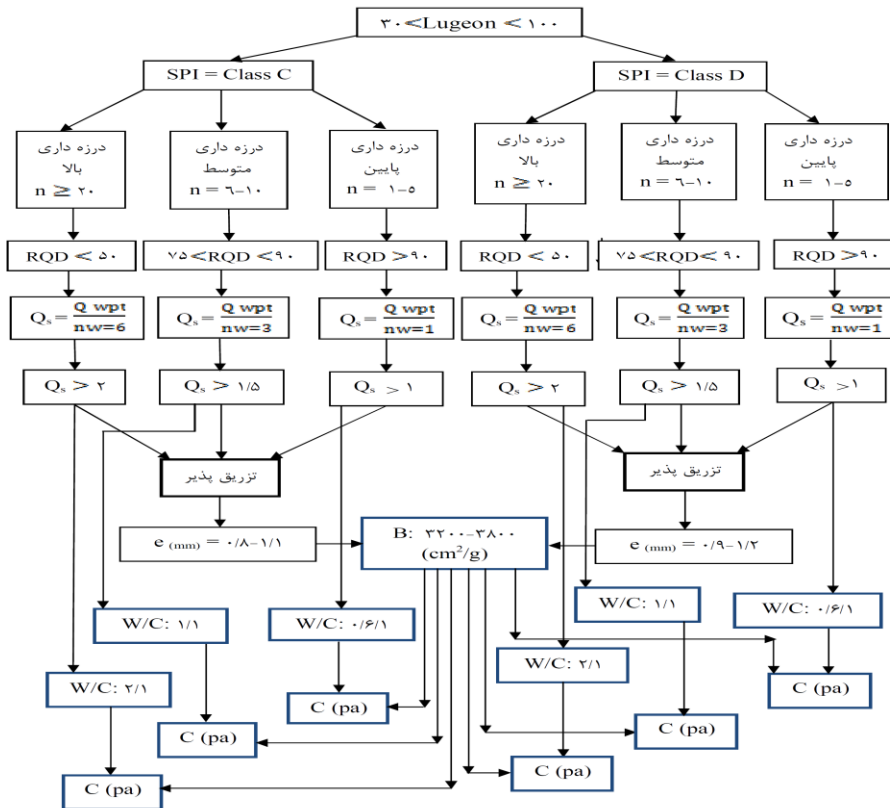 ۳۰<Lugeon < ۱۰۰
SPI = Class C
SPI = Class D
درزه داری
بالا
n ≥ ۲۰
درزه داری
متوسط
n = ۶-۱۰
درزه داری
پایین
n = ۱-۵
درزه داری
بالا
n ≥ ۲۰
درزه داری
متوسط
n = ۶-۱۰
درزه داری
پایین
n = ۱-۵
RQD < ۵۰
۷۵<RQD <۹۰
RQD >۹۰
RQD < ۵۰
۷۵<RQD< ۹۰
RQD >۹۰
Qs = Q wpt
nw=6
Qs = Q wpt
nw=3
Qs = Q wpt
nw=1
Qs = Q wpt
nw=6
Qs = Q wpt
nw=3
Qs = Q wpt
nw=1
Qs > ۲
Qs > ۱/۵
Qs > ۱
Qs > ۲
Qs > ۱/۵
Qs >۱
تزریق پذیر
تزریق پذیر
e (mm) = ۰/۸-۱/۱
B: ۳۲۰۰-۳۸۰۰
(cm²/g)
e (mm) = ۰/۹-۱/۲
W/C: ۱/۱
W/C: ۰/۶/۱
W/C: ۱/۱
W/C: ۰/۶/۱
W/C: ۲/۱
W/C: ۲/۱
C (pa)
C (pa)
C (pa)
C (pa)
C (pa)
C (pa)